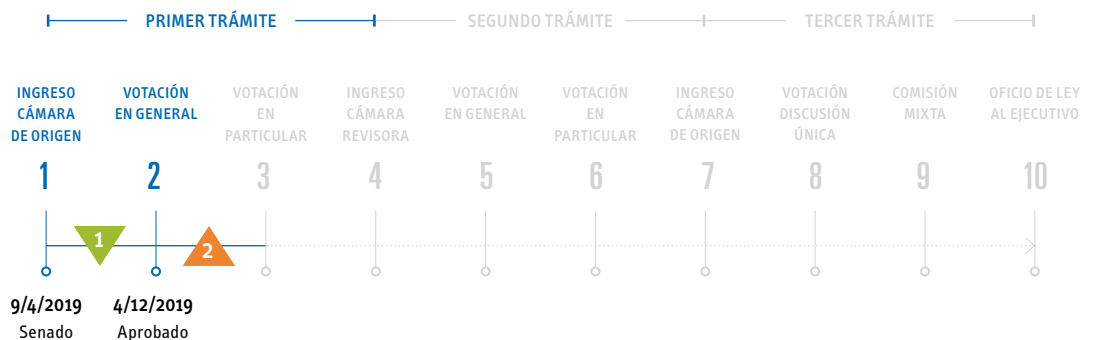 PRIMER TRÁMITE
SEGUNDO TRÁMITE
TERCER TRÁMITE
INGRESO
CÁMARA
DE ORIGEN
VOTACIÓN
EN GENERAL
VOTACIÓN
EN
PARTICULAR
INGRESO
CÁMARA
REVISORA
VOTACIÓN
EN GENERAL
VOTACIÓN
EN
PARTICULAR
INGRESO
CÁMARA
DE ORIGEN
VOTACIÓN
DISCUSIÓN
ÚNICA
COMISIÓN
MIXTA
OFICIO DE LEY
AL EJECUTIVO
1
2
3
4
5
6
7
8
9
10
1
2
9/4/2019
Senado
4/12/2019
Aprobado